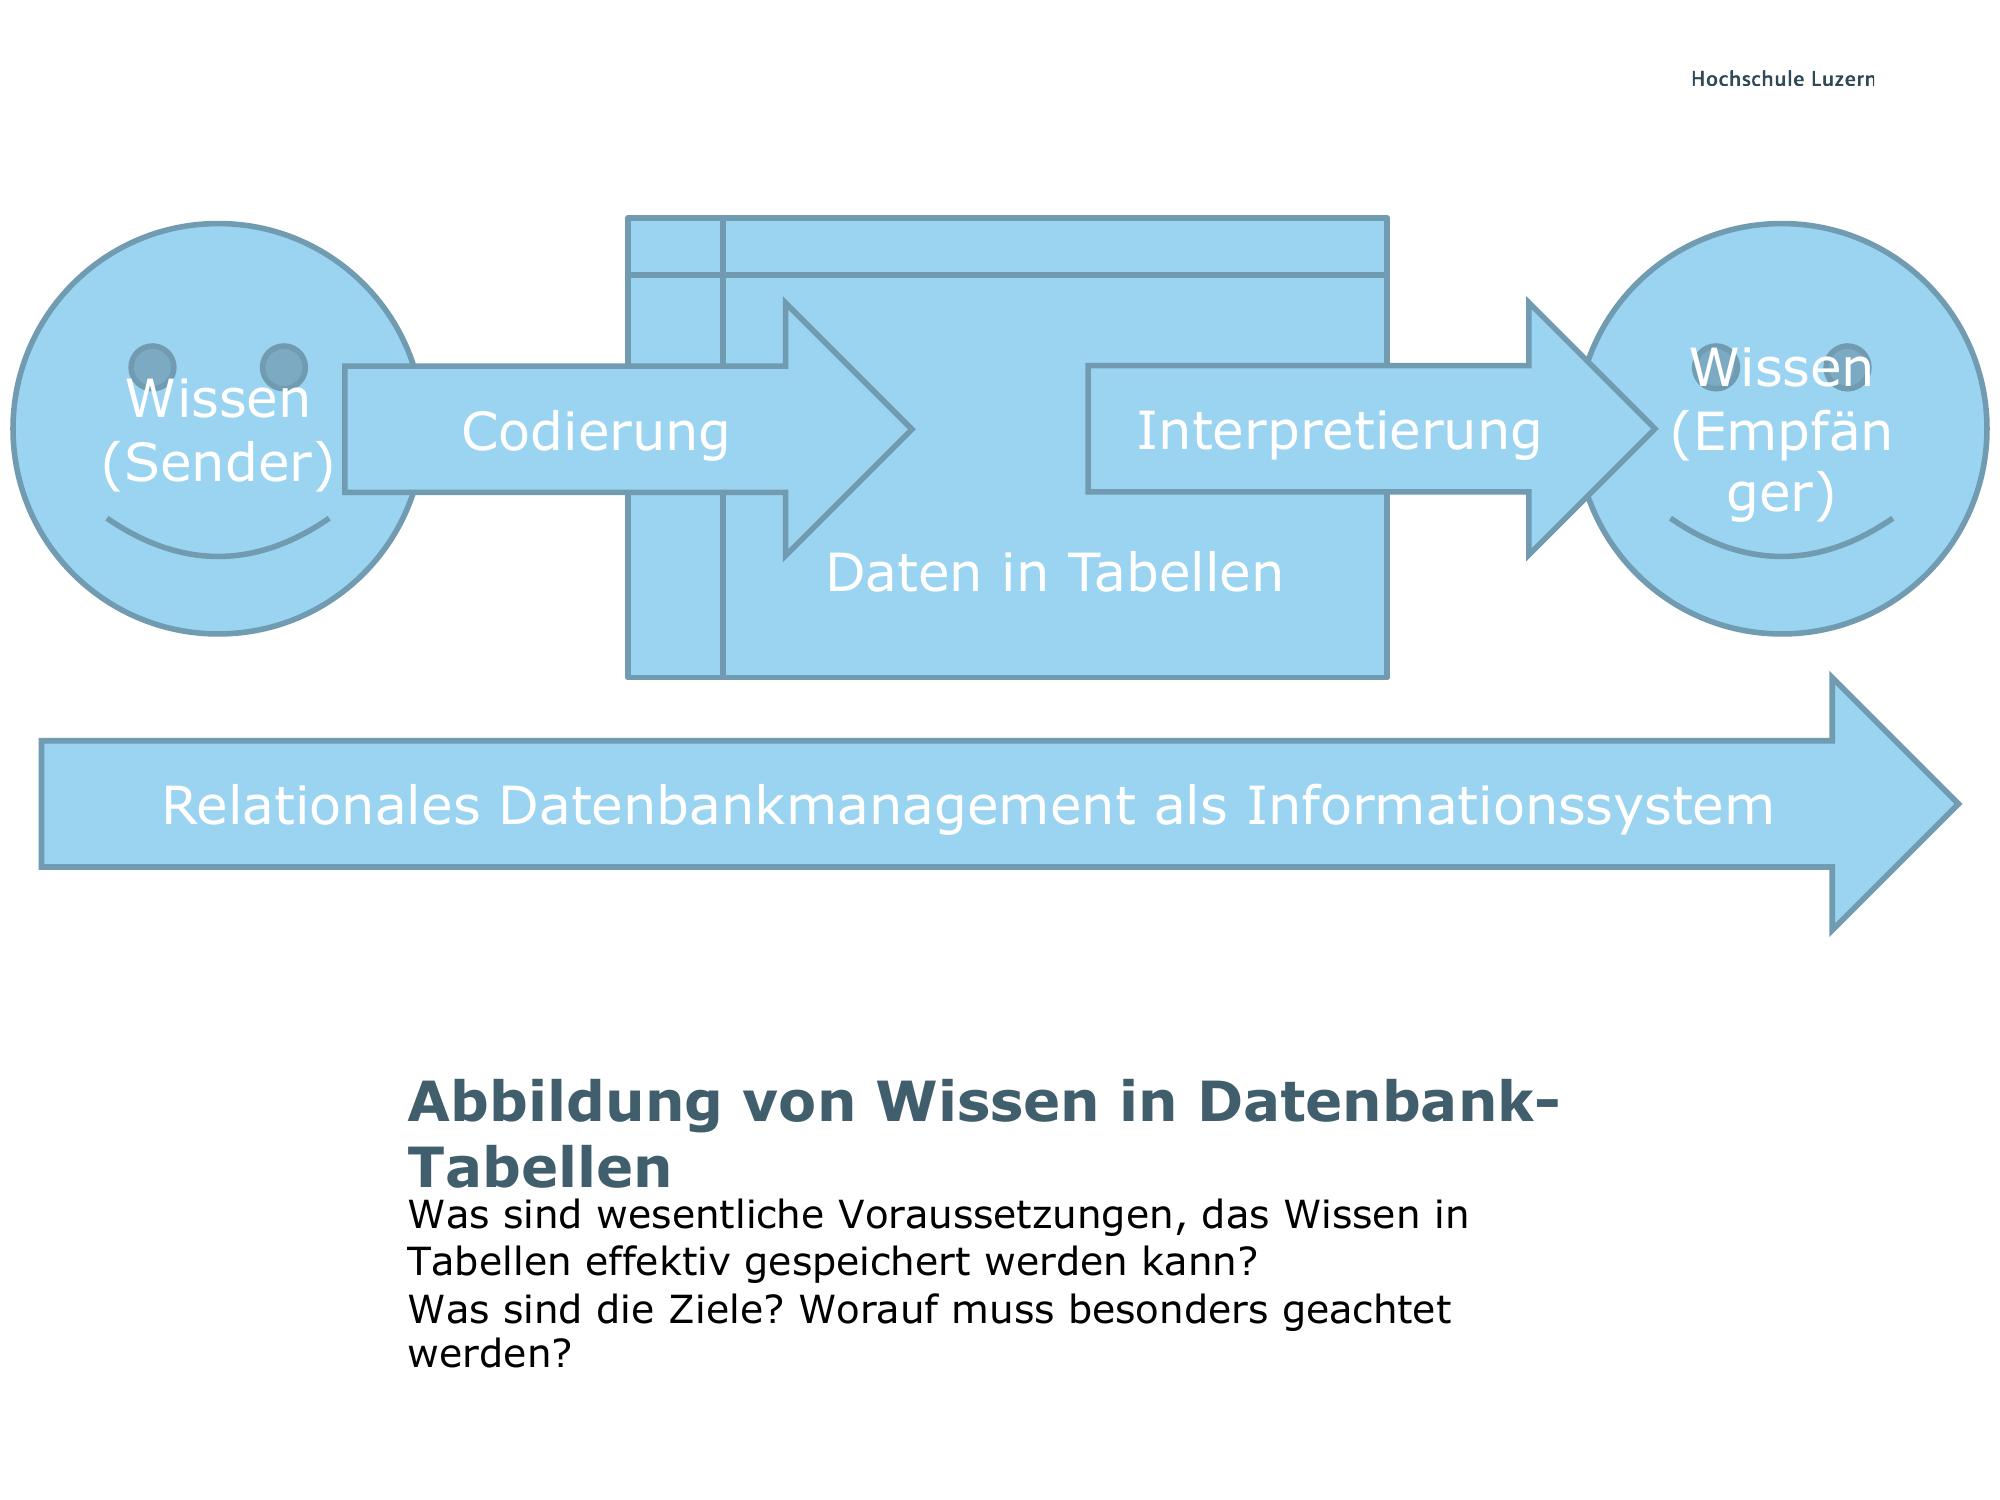 Hochschule Luzern
Wissen
(Sender)
Codierung
Daten in Tabellen
Interpretierung
Wissen
(Empfän
ger)
Relationales Datenbankmanagement als Informationssystem
Abbildung von Wissen in Datenbank-
Tabellen
Was sind wesentliche Voraussetzungen, das Wissen in
Tabellen effektiv gespeichert werden kann?
Was sind die Ziele? Worauf muss besonders geachtet
werden?